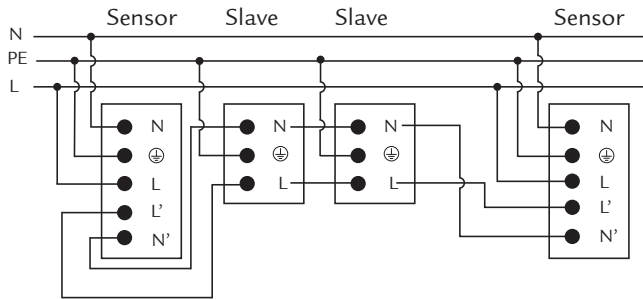 Sensor Slave Slave Sensor
N
PE
L
N N N N
L L L L
L' L'
N' N'